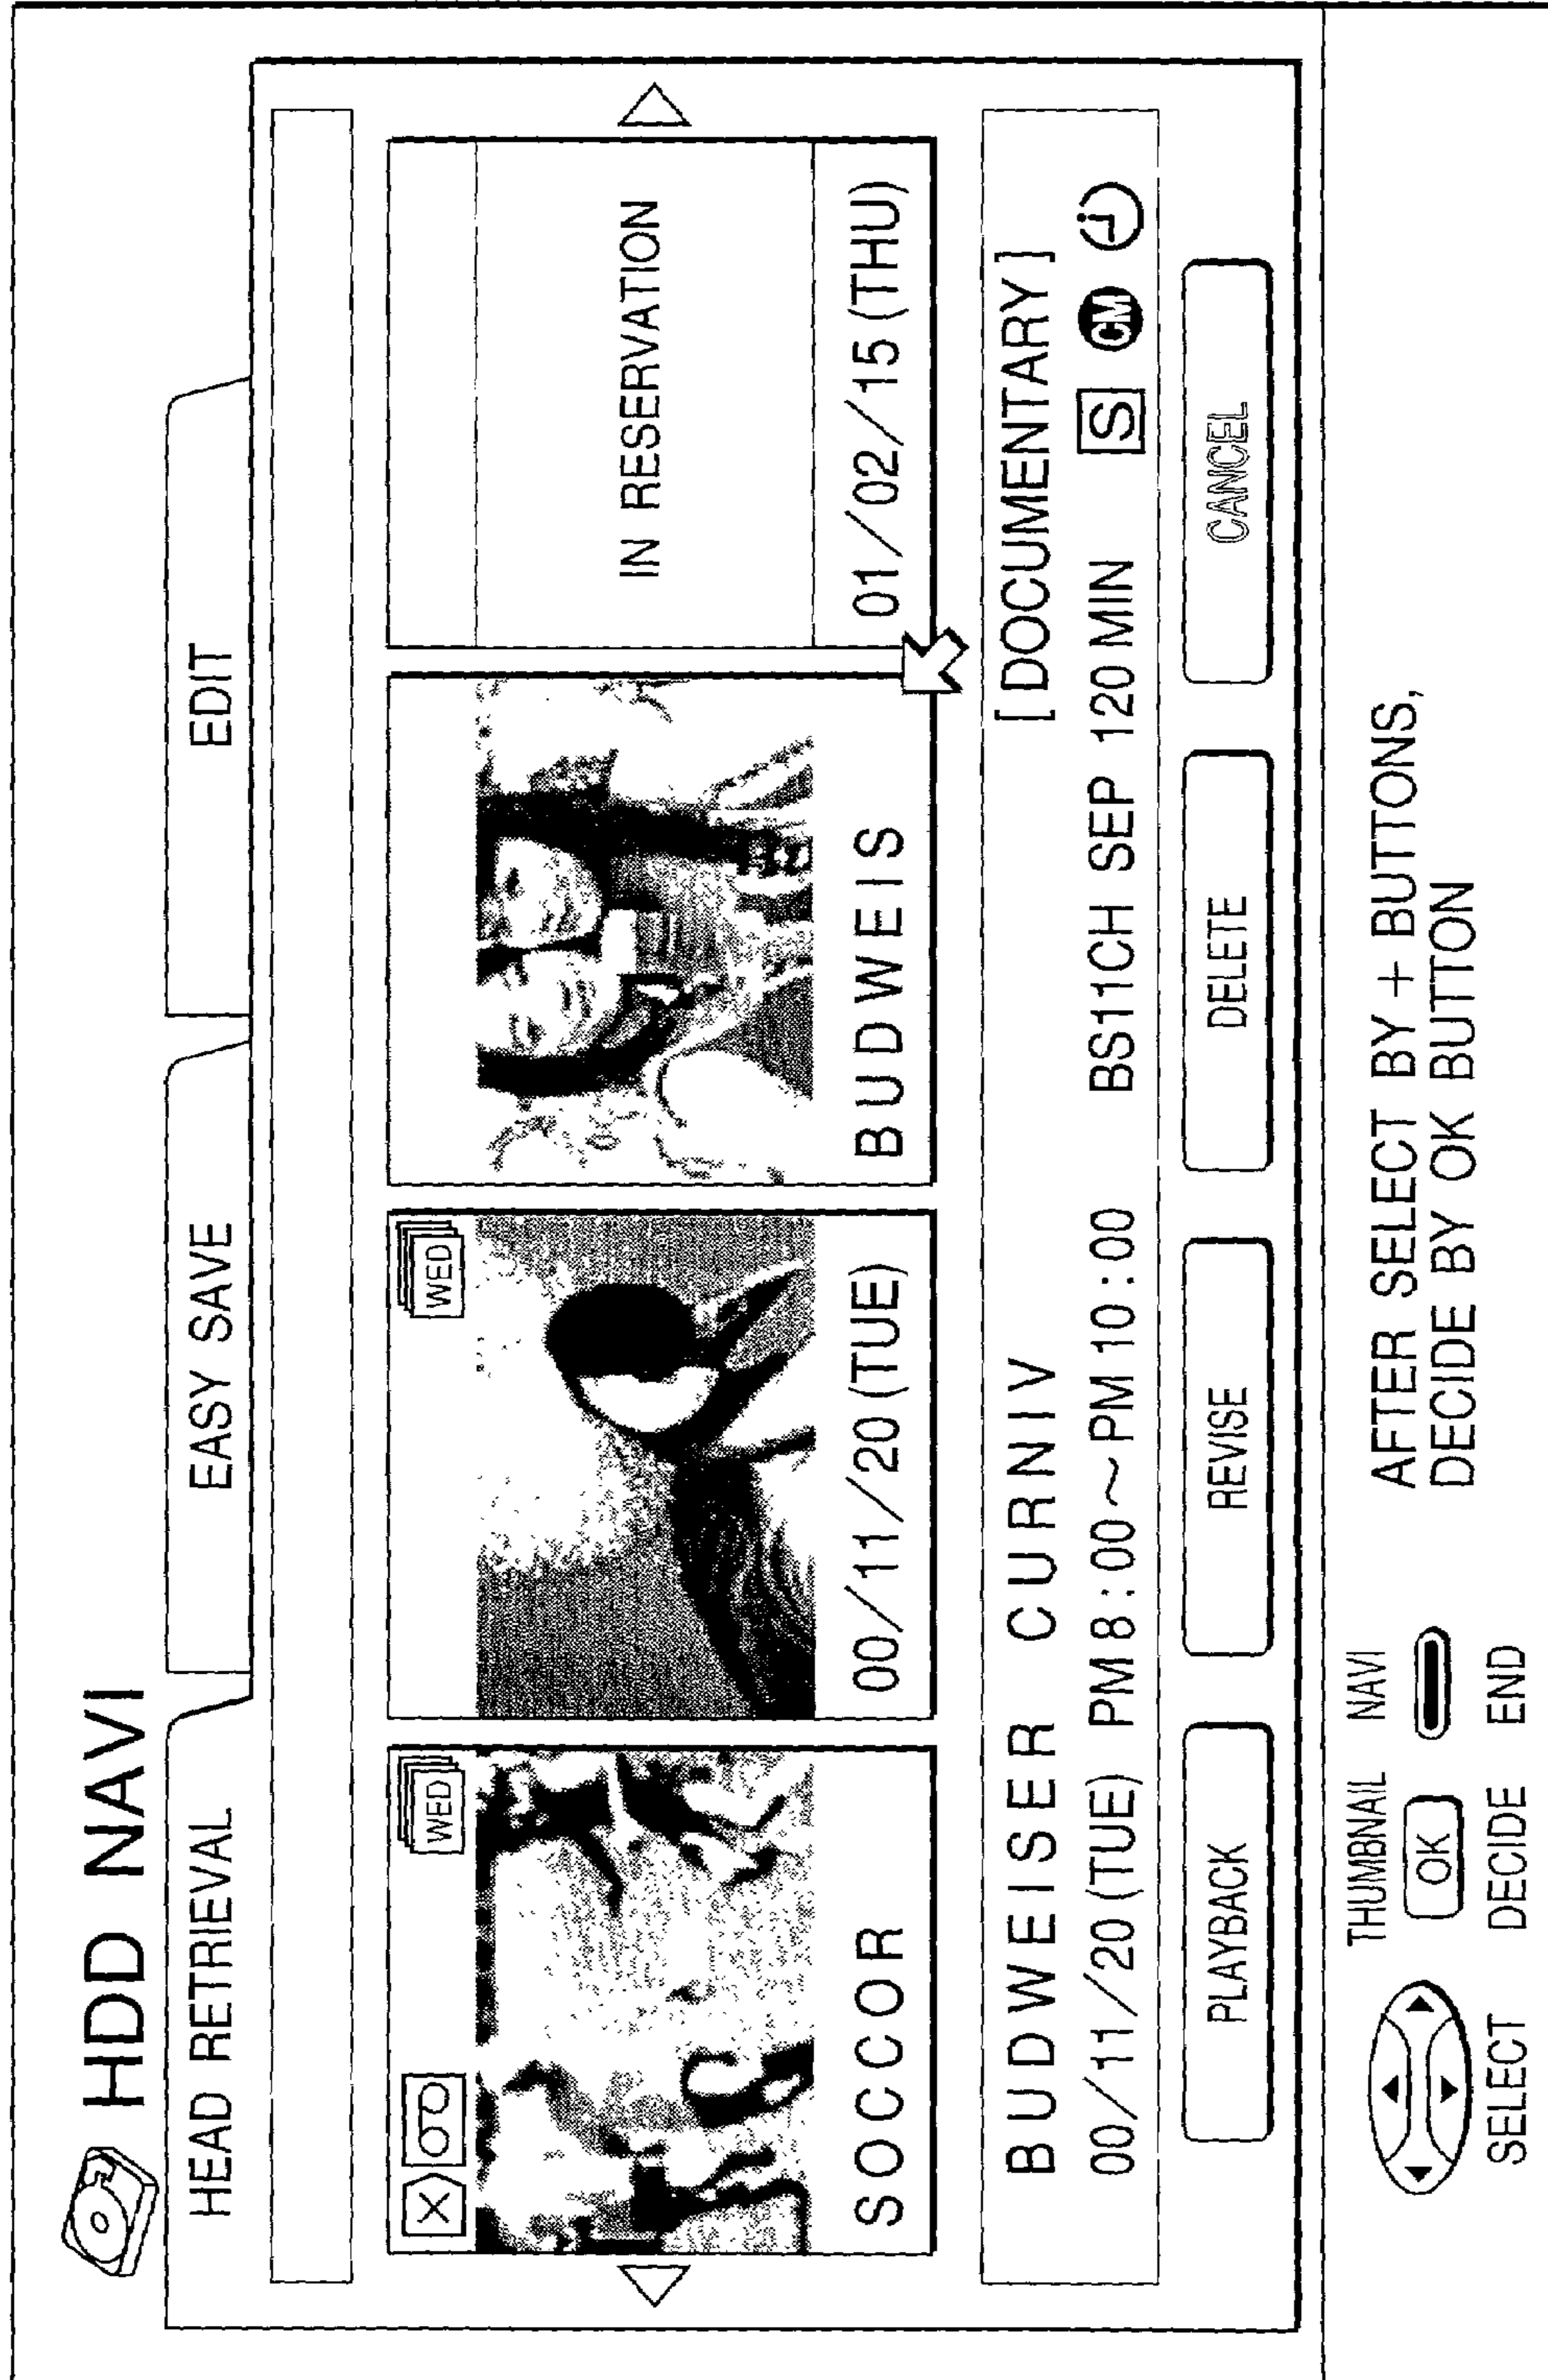 HDD NAVI
HEAD RETRIEVAL
EASY SAVE
EDIT
WED
WED
IN RESERVATION
SOCCOR
00/11/20 (TUE)
BUDWEIS
01/02/15 (THU)
BUDWEISER CURNIV [DOCUMENTARY]
00/11/20 (TUE) PM 8:00~PM 10:00 BS11CH SEP 120 MIN S CM
PLAYBACK
REVISE
DELETE
CANCEL
THUMBNAIL NAVI
OK
SELECT DECIDE END
AFTER SELECT BY + BUTTONS,
DECIDE BY OK BUTTON